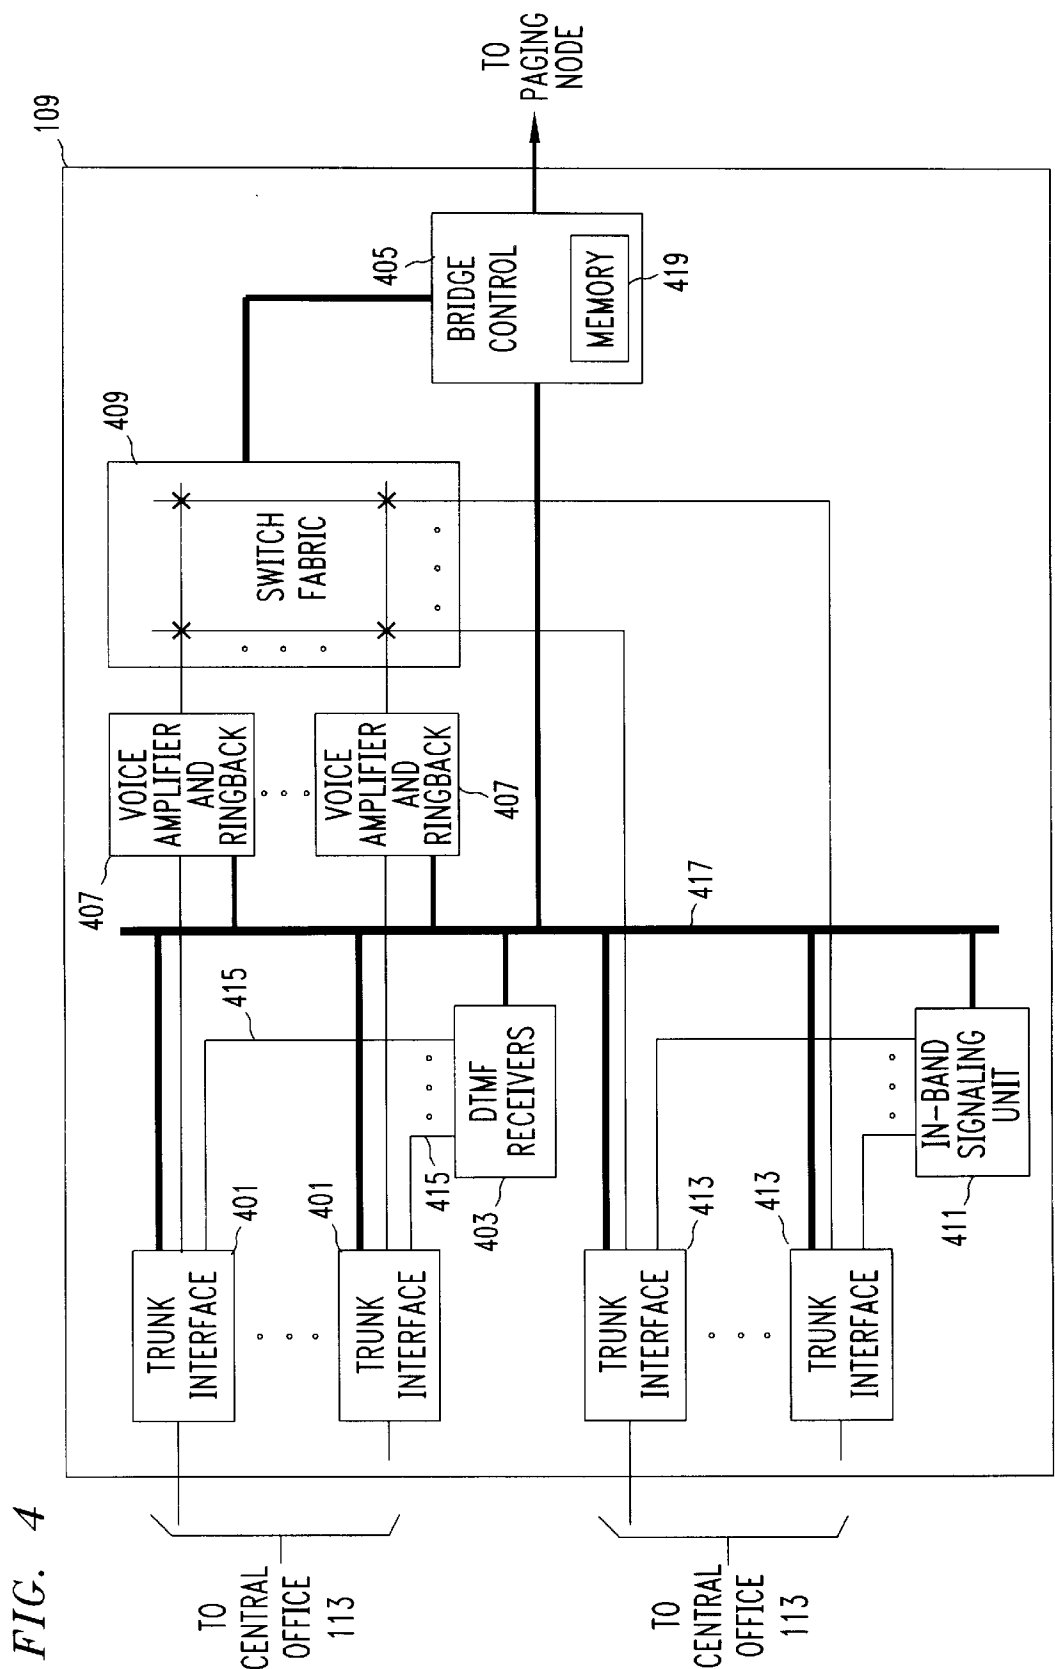 FIG. 4
109
TO
CENTRAL
OFFICE
113
TO
CENTRAL
OFFICE
113
TRUNK
INTERFACE
401
TRUNK
INTERFACE
401
TRUNK
INTERFACE
413
TRUNK
INTERFACE
413
415
415
DTMF
RECEIVERS
403
IN-BAND
SIGNALING
UNIT
411
417
VOICE
AMPLIFIER
AND
RINGBACK
407
VOICE
AMPLIFIER
AND
RINGBACK
407
SWITCH
FABRIC
409
BRIDGE
CONTROL
405
MEMORY
419
TO
PAGING
NODE